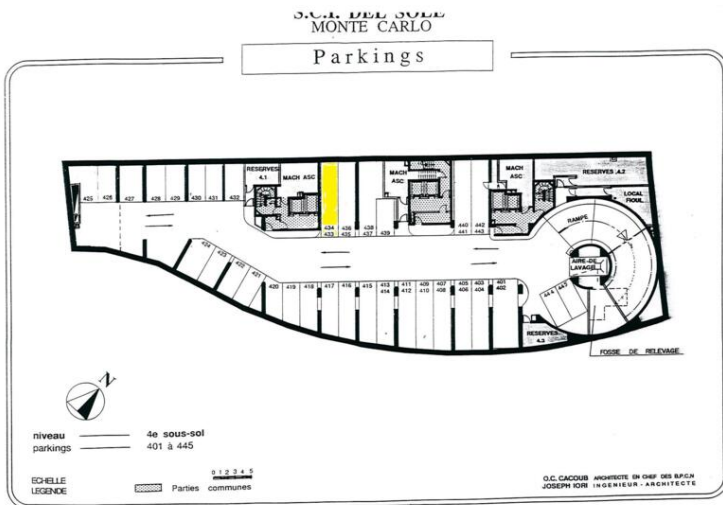 S.C.I. DEL SOLE
MONTE CARLO
Parkings
RESERVES
4.1
MACH ASC
MACH
ASC
MACH
ASC
RESERVES 4.2
LOCAL
FIOUL
425 426 427 428 429 430 431 432
434 436 438 440 442
433 435 437 439 441 443
RAMPE
AIRE DE
LAVAGE
424
423
422
421
420 419 418 417 416 415 413 411 409 407 405 403 401
414 412 410 408 406 404 402
444 447
RESERVES
4.3
FOSSE DE RELEVAGE
N
niveau 4e sous-sol
parkings 401 à 445
0 1 2 3 4 5
ECHELLE
LEGENDE Parties communes
O.C. CACOUB ARCHITECTE EN CHEF DES B.P.C.N
JOSEPH IORI INGENIEUR - ARCHITECTE